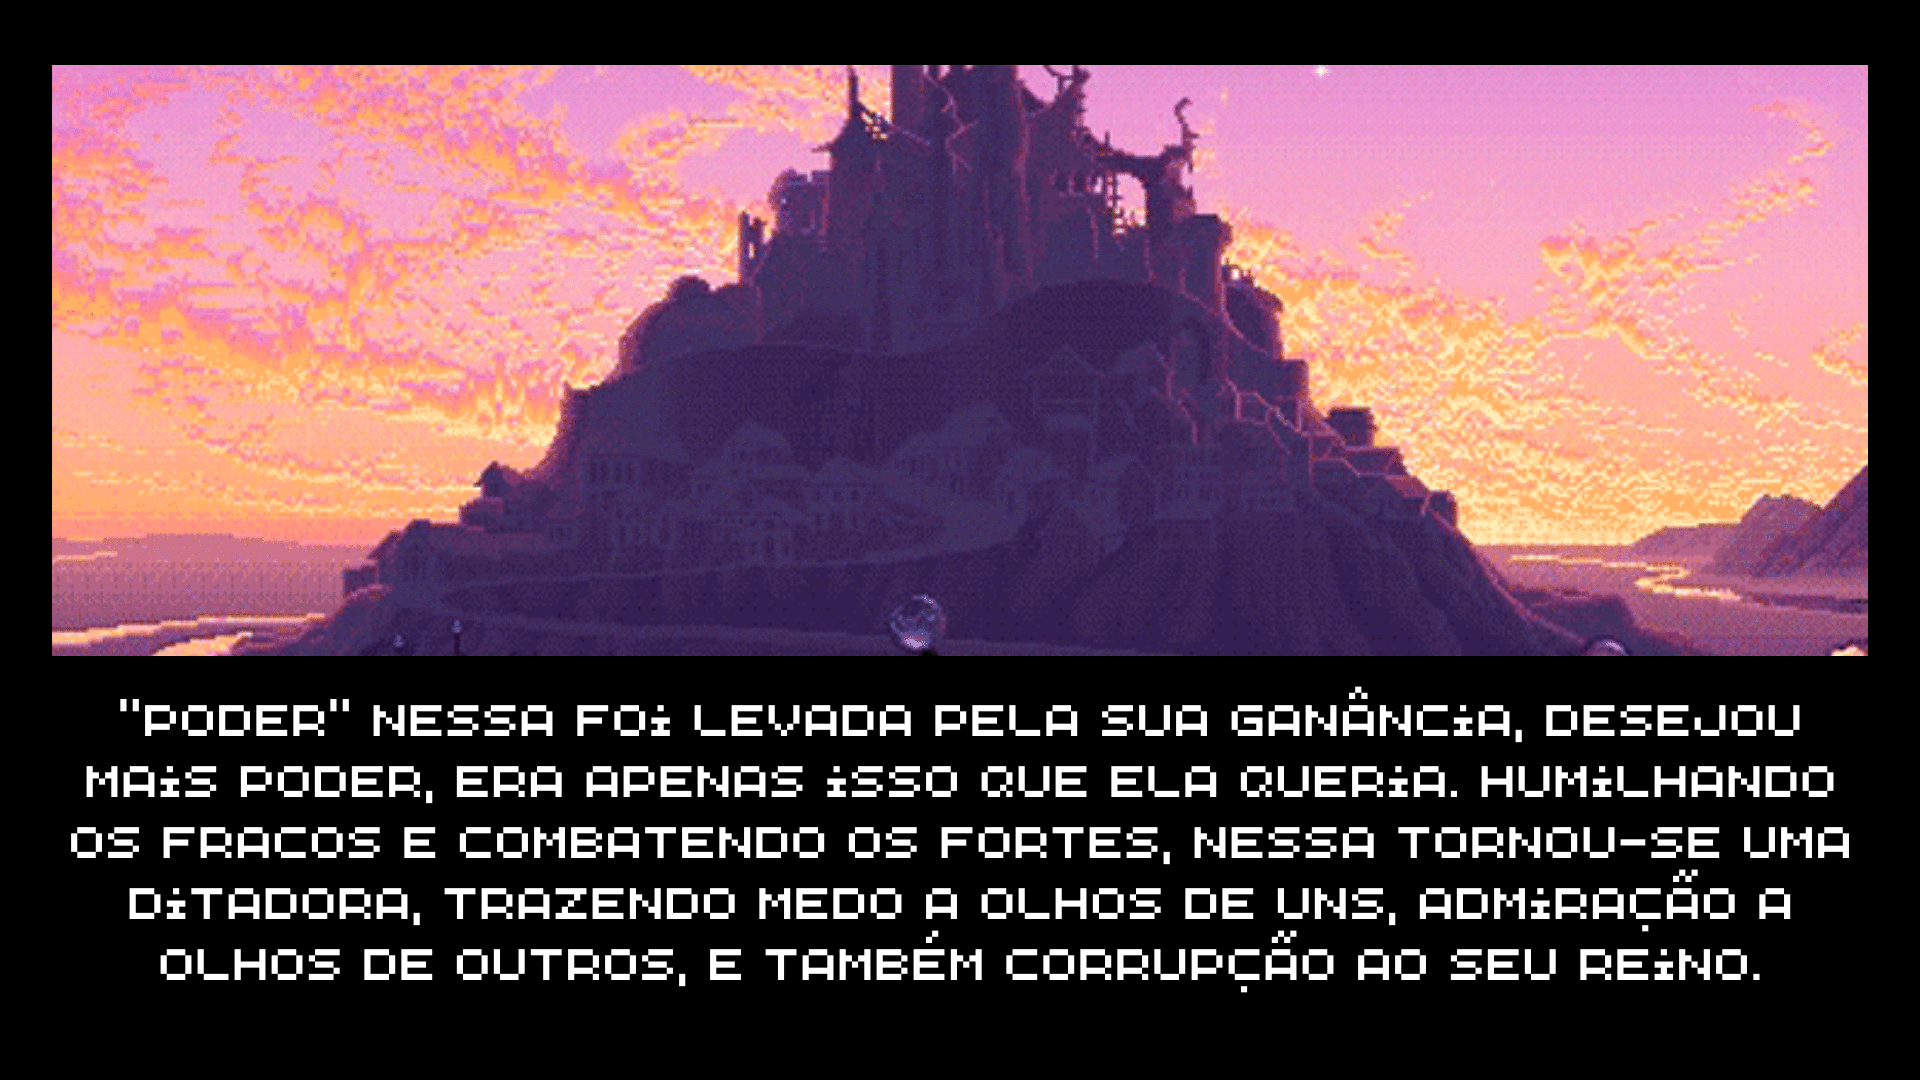 "PODER" NESSA FOi LEVADA PELA SUA GANÂNCiA, DESEJOU
MAiS PODER, ERA APENAS iSSO QUE ELA QUERiA. HUMiLHANDO
OS FRACOS E COMBATENDO OS FORTES, NESSA TORNOU-SE UMA
DiTADORA, TRAZENDO MEDO A OLHOS DE UNS, ADMiRAÇÃO A
OLHOS DE OUTROS, E TAMBÉM CORRUPÇÃO AO SEU REiNO.